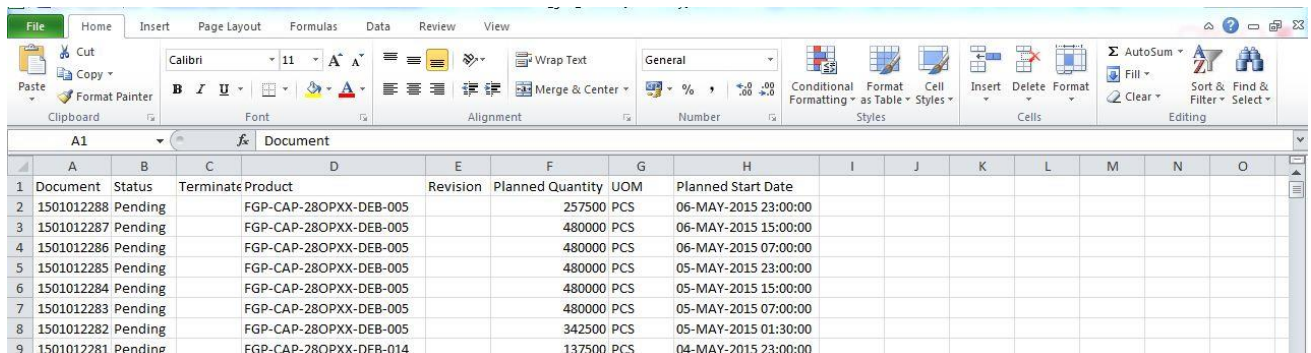 File Home Insert Page Layout Formulas Data Review View
Cut
Copy
Format Painter
Paste
Clipboard
Calibri 11 A A
B I U A
Font
Wrap Text
Merge & Center
Alignment
General
% , .0 .00 .00 .0
Number
Conditional Formatting
Format as Table
Cell Styles
Styles
Insert Delete Format
Cells
Σ AutoSum
Fill
Clear
Sort & Filter
Find & Select
Editing
A1 fx Document
A B C D E F G H I J K L M N O
1 Document Status Terminate Product Revision Planned Quantity UOM Planned Start Date
2 1501012288 Pending FGP-CAP-28OPXX-DEB-005 257500 PCS 06-MAY-2015 23:00:00
3 1501012287 Pending FGP-CAP-28OPXX-DEB-005 480000 PCS 06-MAY-2015 15:00:00
4 1501012286 Pending FGP-CAP-28OPXX-DEB-005 480000 PCS 06-MAY-2015 07:00:00
5 1501012285 Pending FGP-CAP-28OPXX-DEB-005 480000 PCS 05-MAY-2015 23:00:00
6 1501012284 Pending FGP-CAP-28OPXX-DEB-005 480000 PCS 05-MAY-2015 15:00:00
7 1501012283 Pending FGP-CAP-28OPXX-DEB-005 480000 PCS 05-MAY-2015 07:00:00
8 1501012282 Pending FGP-CAP-28OPXX-DEB-005 342500 PCS 05-MAY-2015 01:30:00
9 1501012281 Pending FGP-CAP-28OPXX-DEB-014 137500 PCS 04-MAY-2015 23:00:00